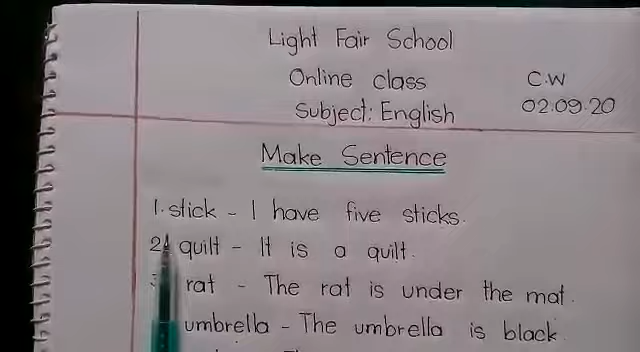 Light Fair School
Online class C.W
Subject: English 02.09.20
Make Sentence
1. stick - I have five sticks.
2. quilt - It is a quilt.
3 rat - The rat is under the mat.
umbrella - The umbrella is black.